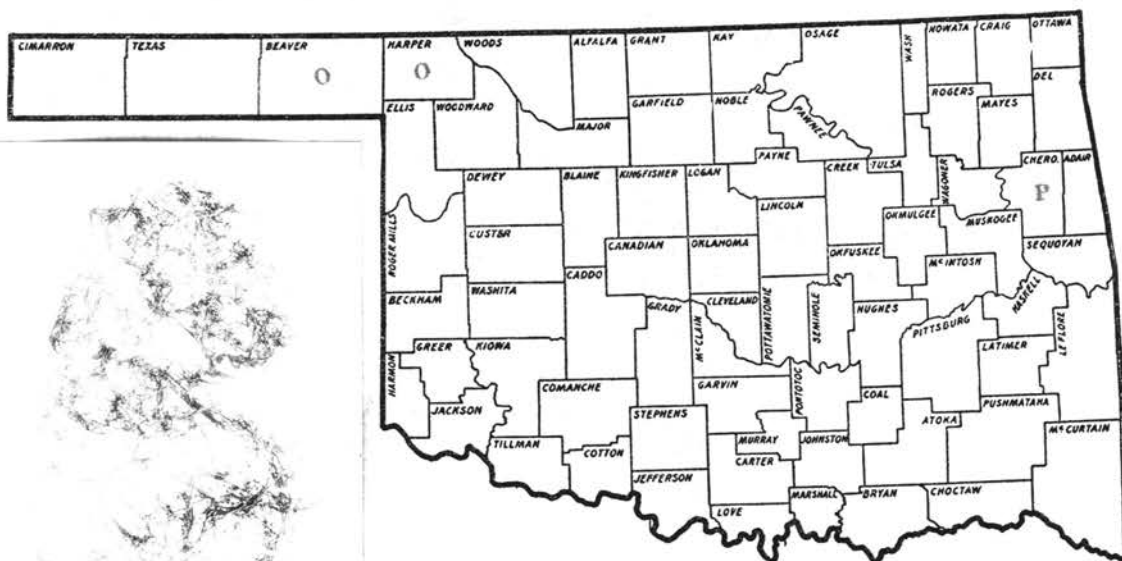 CIMARRON TEXAS BEAVER HARPER WOODS ALFALFA GRANT KAY OSAGE WASH NOWATA CRAIG OTTAWA
O O
ELLIS WOODWARD GARFIELD NOBLE ROGERS DEL
MAJOR PAWNEE MAYES
DEWEY BLAINE KINGFISHER LOGAN PAYNE CREEK TULSA WAGONER CHERO. ADAIR
P
LINCOLN OKMULGEE MUSKOGEE
ROGER MILLS CUSTER CANADIAN OKLAHOMA OKFUSKEE SEQUOYAH
CADDO McINTOSH
BECKHAM WASHITA GRADY CLEVELAND POTTAWATOMIE SEMINOLE HUGHES HASKELL
McCLAIN PITTSBURG LEFLORE
HARMON GREER KIOWA LATIMER
COMANCHE GARVIN PONTOTOC COAL
JACKSON STEPHENS PUSHMATAHA
TILLMAN COTTON MURRAY JOHNSTON ATOKA McCURTAIN
JEFFERSON CARTER
LOVE MARSHALL BRYAN CHOCTAW